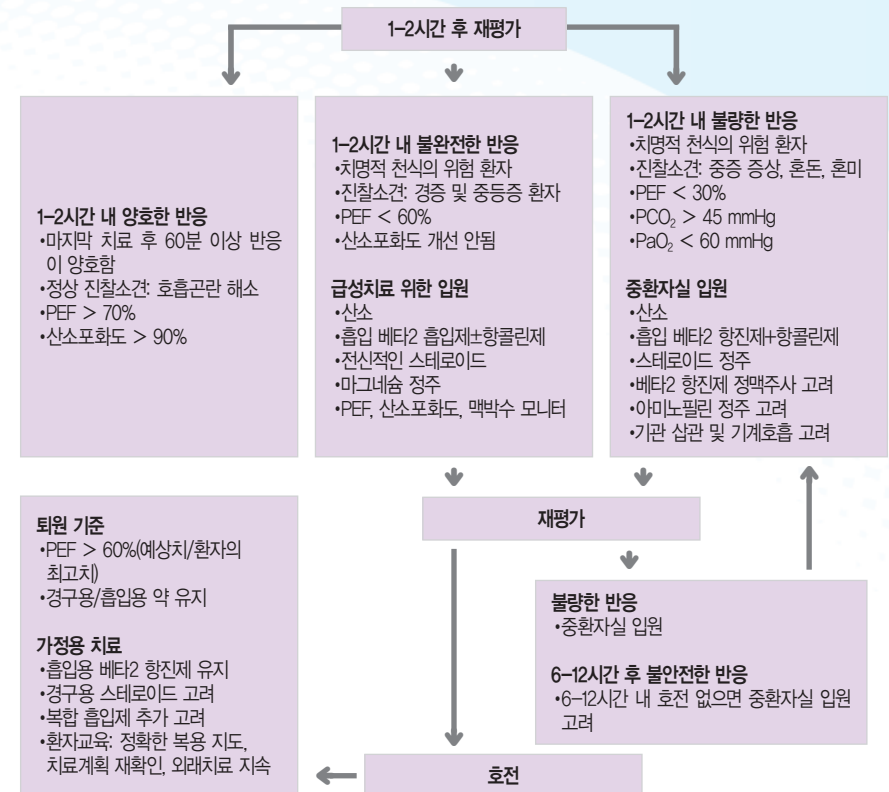 1-2시간 후 재평가
1-2시간 내 양호한 반응
•마지막 치료 후 60분 이상 반응
이 양호함
•정상 진찰소견: 호흡곤란 해소
•PEF > 70%
•산소포화도 > 90%
1-2시간 내 불완전한 반응
•치명적 천식의 위험 환자
•진찰소견: 경증 및 중등증 환자
•PEF < 60%
•산소포화도 개선 안됨
급성치료 위한 입원
•산소
•흡입 베타2 흡입제±항콜린제
•전신적인 스테로이드
•마그네슘 정주
•PEF, 산소포화도, 맥박수 모니터
1-2시간 내 불량한 반응
•치명적 천식의 위험 환자
•진찰소견: 중증 증상, 혼돈, 혼미
•PEF < 30%
•PCO₂ > 45 mmHg
•PaO₂ < 60 mmHg
중환자실 입원
•산소
•흡입 베타2 항진제+항콜린제
•스테로이드 정주
•베타2 항진제 정맥주사 고려
•아미노필린 정주 고려
•기관 삽관 및 기계호흡 고려
재평가
불량한 반응
•중환자실 입원
6-12시간 후 불안전한 반응
•6-12시간 내 호전 없으면 중환자실 입원
고려
퇴원 기준
•PEF > 60%(예상치/환자의
최고치)
•경구용/흡입용 약 유지
가정용 치료
•흡입용 베타2 항진제 유지
•경구용 스테로이드 고려
•복합 흡입제 추가 고려
•환자교육: 정확한 복용 지도,
치료계획 재확인, 외래치료 지속
호전